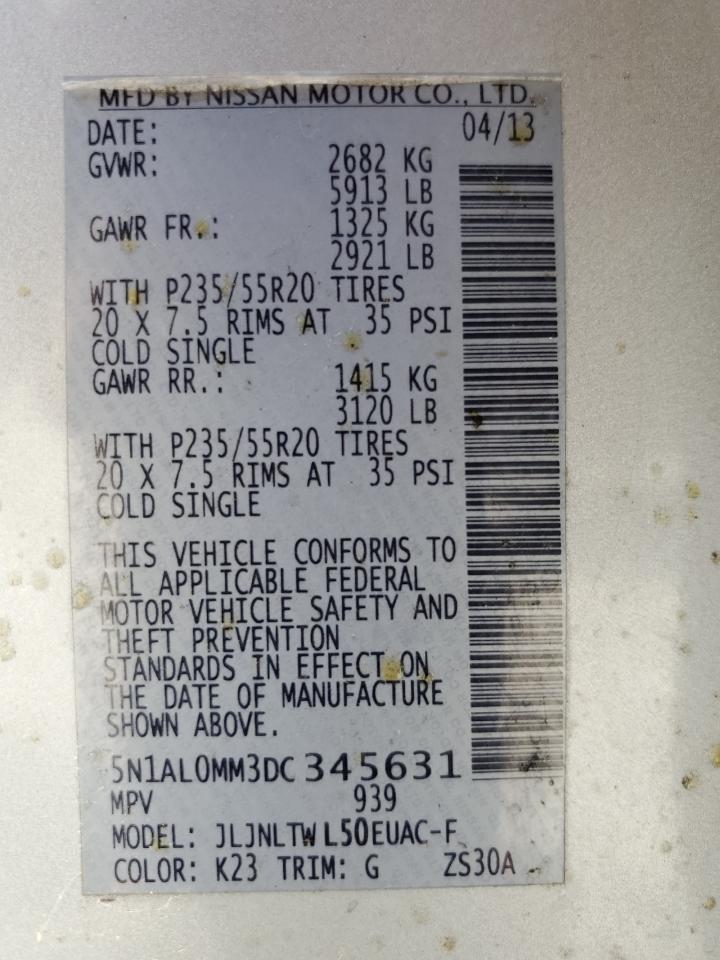 MFD BY NISSAN MOTOR CO., LTD.
DATE: 04/13
GVWR: 2682 KG
5913 LB
GAWR FR.: 1325 KG
2921 LB
WITH P235/55R20 TIRES
20 X 7.5 RIMS AT 35 PSI
COLD SINGLE
GAWR RR.: 1415 KG
3120 LB
WITH P235/55R20 TIRES
20 X 7.5 RIMS AT 35 PSI
COLD SINGLE
THIS VEHICLE CONFORMS TO
ALL APPLICABLE FEDERAL
MOTOR VEHICLE SAFETY AND
THEFT PREVENTION
STANDARDS IN EFFECT ON
THE DATE OF MANUFACTURE
SHOWN ABOVE.
5N1AL0MM3DC345631
MPV 939
MODEL: JLJNLTWL50EUAC-F
COLOR: K23 TRIM: G ZS30A